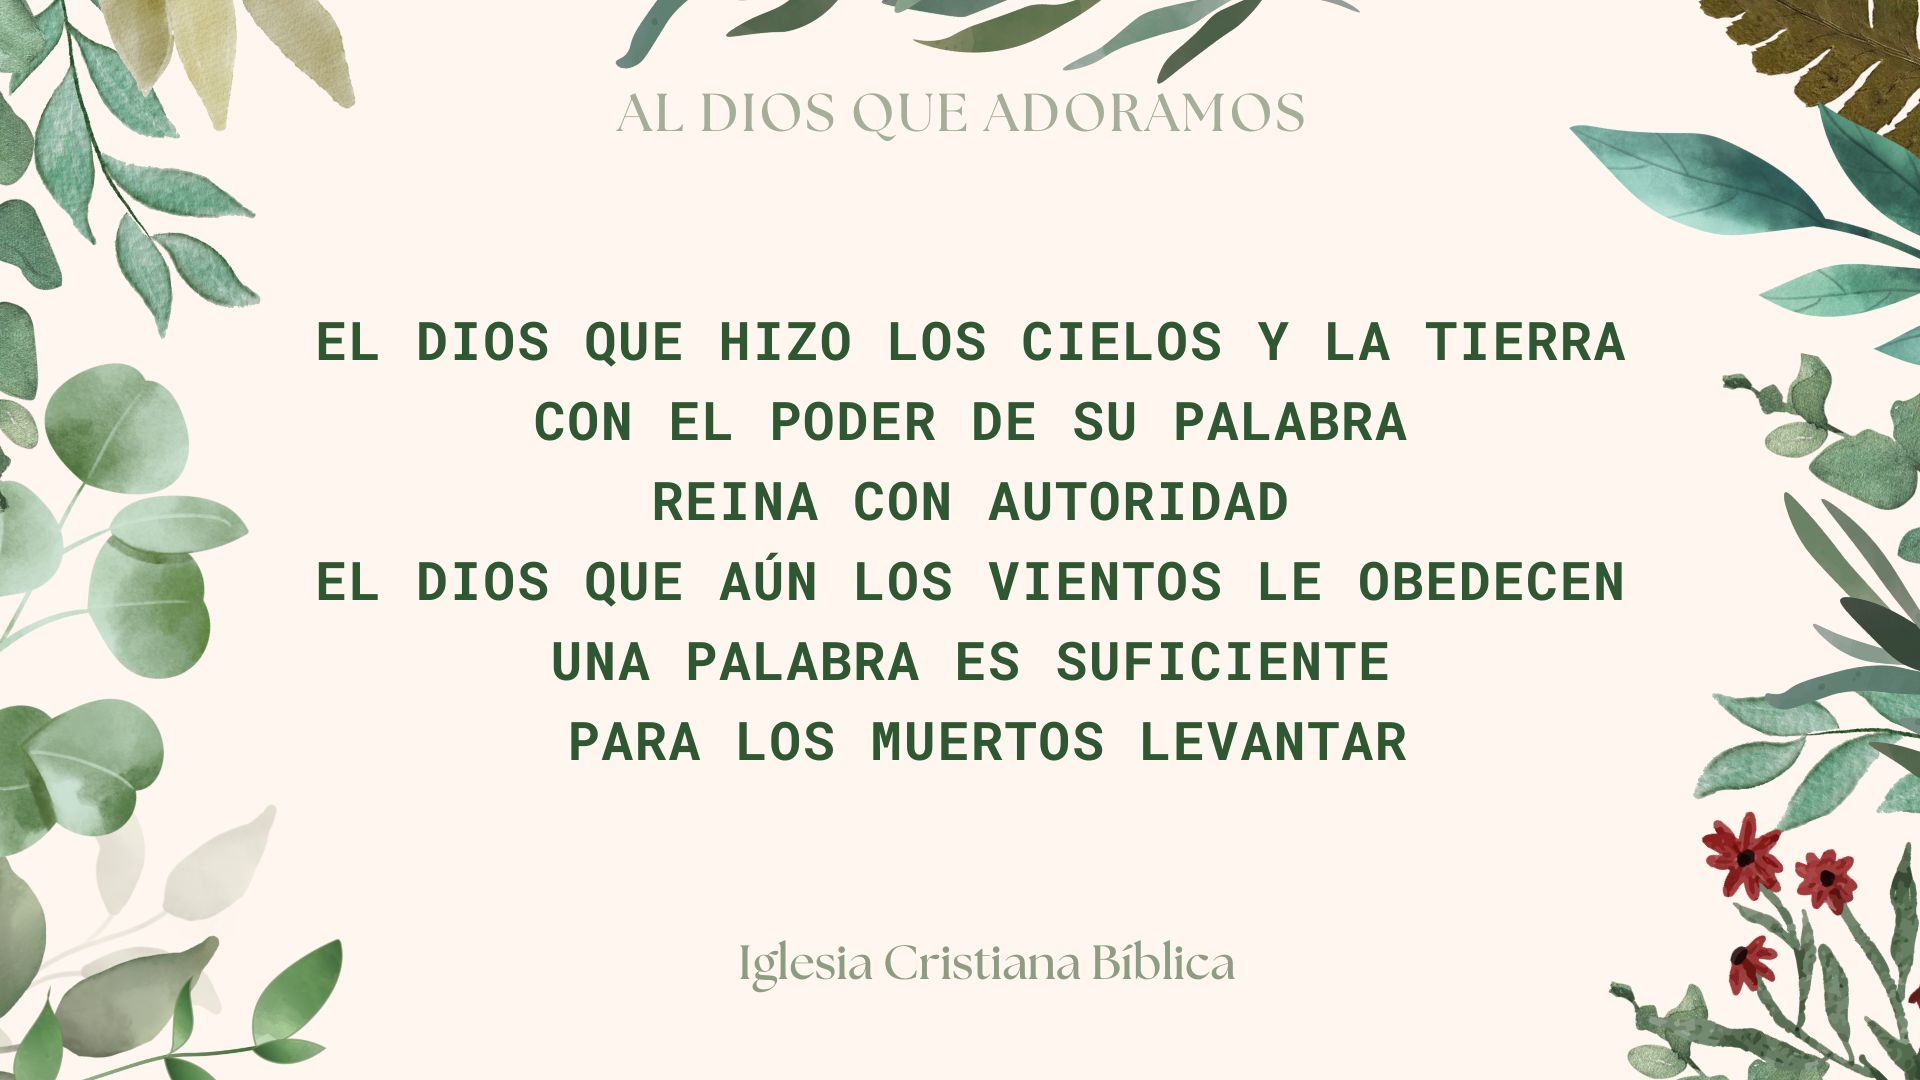 AL DIOS QUE ADORAMOS
EL DIOS QUE HIZO LOS CIELOS Y LA TIERRA
CON EL PODER DE SU PALABRA
REINA CON AUTORIDAD
EL DIOS QUE AÚN LOS VIENTOS LE OBEDECEN
UNA PALABRA ES SUFICIENTE
PARA LOS MUERTOS LEVANTAR
Iglesia Cristiana Bíblica